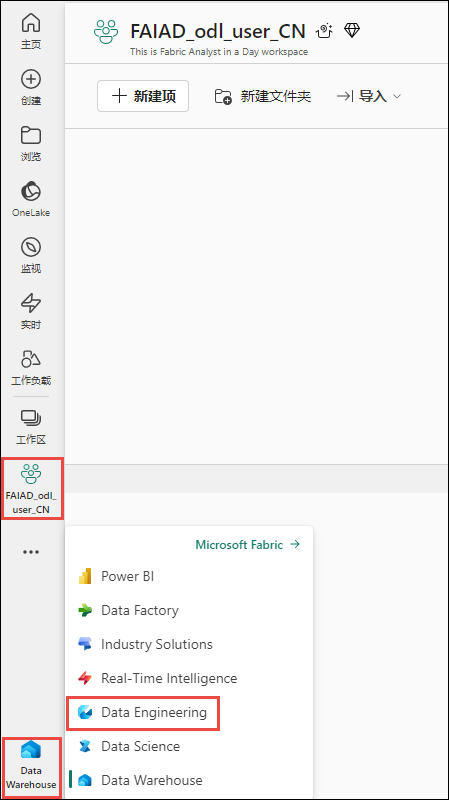 主页
创建
浏览
OneLake
监视
实时
工作负载
工作区
FAIAD_odl_
user_CN
Data
Warehouse
FAIAD_odl_user_CN
This is Fabric Analyst in a Day workspace
新建项
新建文件夹
导入
Microsoft Fabric
Power BI
Data Factory
Industry Solutions
Real-Time Intelligence
Data Engineering
Data Science
Data Warehouse